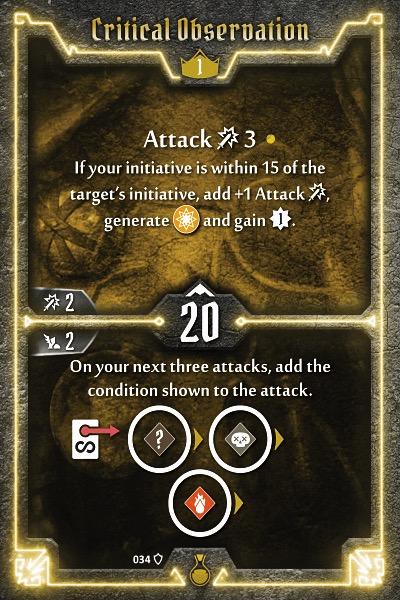 Critical Observation
1
Attack 3
If your initiative is within 15 of the
target's initiative, add +1 Attack ,
generate and gain 1 .
2
20
2
On your next three attacks, add the
condition shown to the attack.
?
034